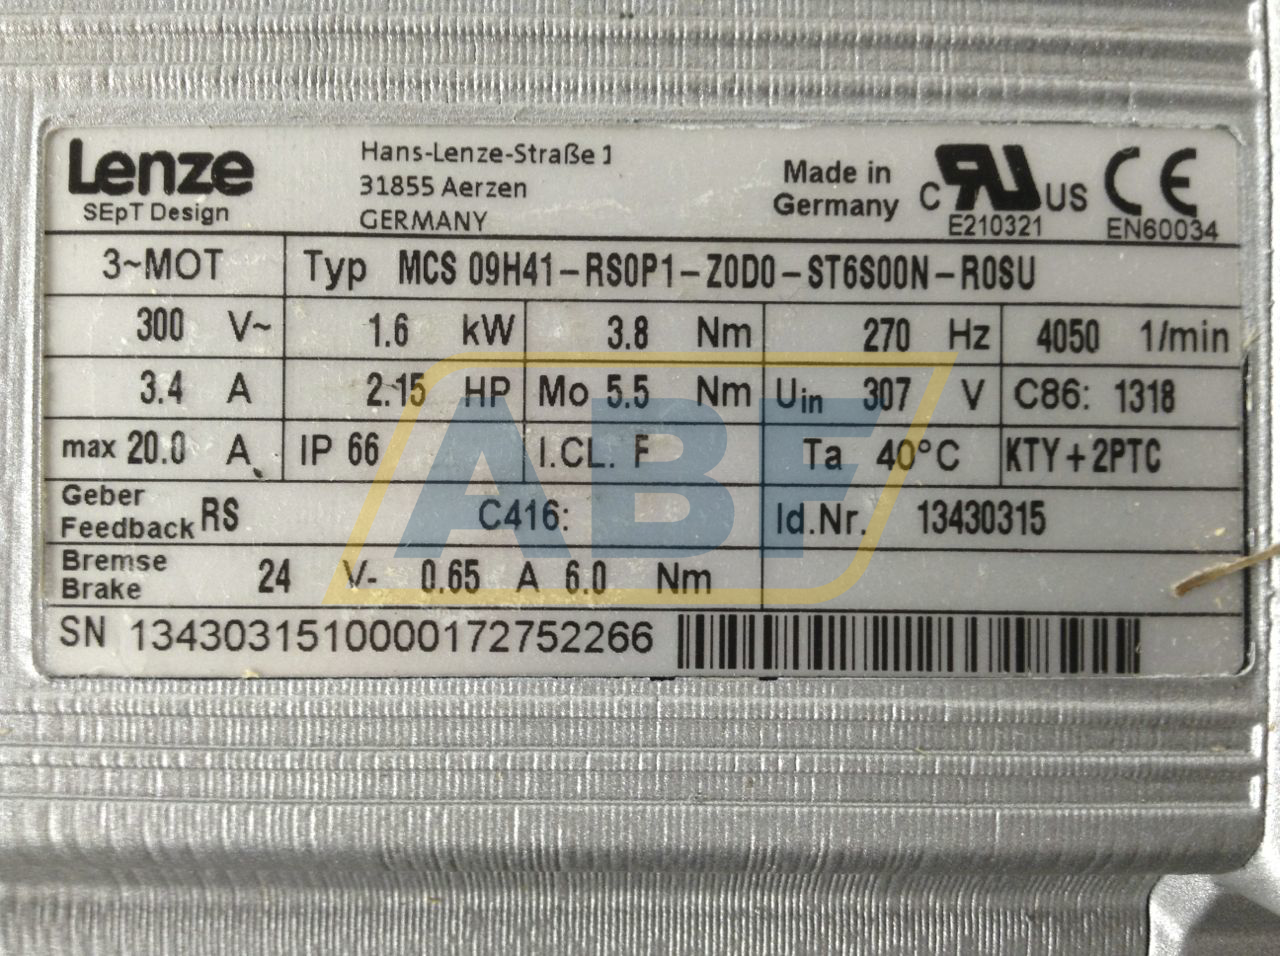 Lenze
SEpT Design
Hans-Lenze-Straße 1
31855 Aerzen
GERMANY
Made in
Germany
C RU US
E210321
CE
EN60034
3~MOT Typ MCS 09H41-RS0P1-Z0D0-ST6S00N-R0SU
300 V~ 1.6 kW 3.8 Nm 270 Hz 4050 1/min
3.4 A 2.15 HP Mo 5.5 Nm Uin 307 V C86: 1318
max 20.0 A IP 66 I.CL. F Ta 40°C KTY+2PTC
Geber
Feedback RS C416: Id.Nr. 13430315
Bremse
Brake 24 V- 0.65 A 6.0 Nm
SN 1343031510000172752266
ABF